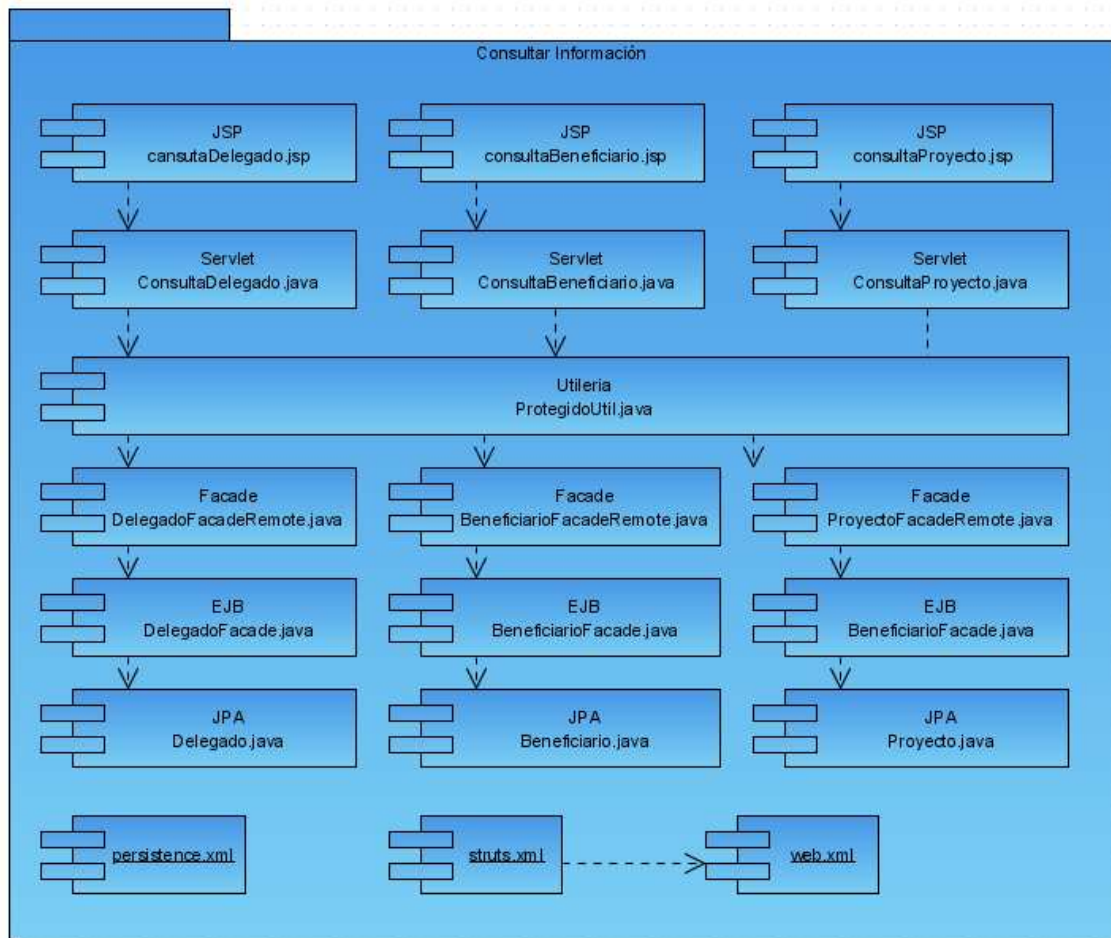 Consultar Información
JSP
cansutaDelegado.jsp
JSP
consultaBeneficiario.jsp
JSP
consultaProyecto.jsp
Servlet
ConsultaDelegado.java
Servlet
ConsultaBeneficiario.java
Servlet
ConsultaProyecto.java
Utileria
ProtegidoUtil.java
Facade
DelegadoFacadeRemote.java
Facade
BeneficiarioFacadeRemote.java
Facade
ProyectoFacadeRemote.java
EJB
DelegadoFacade.java
EJB
BeneficiarioFacade.java
EJB
BeneficiarioFacade.java
JPA
Delegado.java
JPA
Beneficiario.java
JPA
Proyecto.java
persistence.xml
struts.xml
web.xml